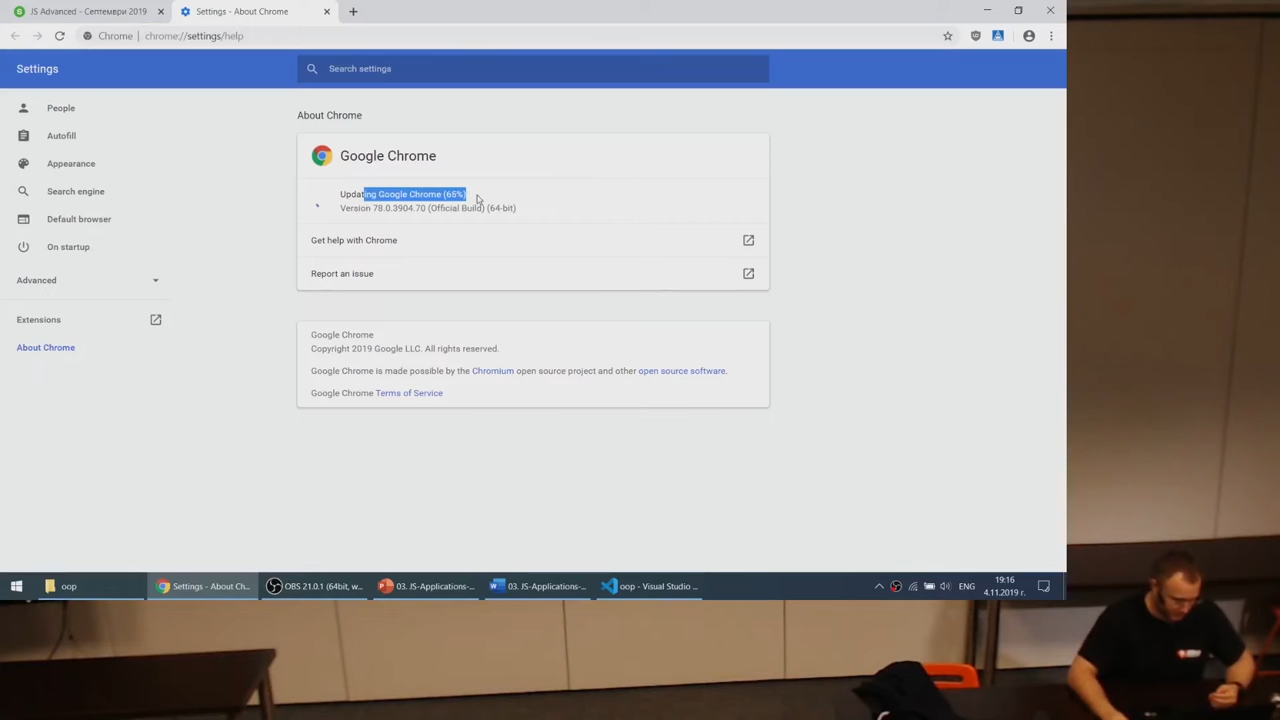 JS Advanced - Септември 2019
Settings - About Chrome
Chrome
chrome://settings/help
Settings
Search settings
People
Autofill
Appearance
Search engine
Default browser
On startup
Advanced
Extensions
About Chrome
About Chrome
Google Chrome
Updating Google Chrome (65%)
Version 78.0.3904.70 (Official Build) (64-bit)
Get help with Chrome
Report an issue
Google Chrome
Copyright 2019 Google LLC. All rights reserved.
Google Chrome is made possible by the Chromium open source project and other open source software.
Google Chrome Terms of Service
oop
Settings - About Ch...
OBS 21.0.1 (64bit, w...
03. JS-Applications-...
03. JS-Applications-...
oop - Visual Studio ...
ENG
19:16
4.11.2019 г.